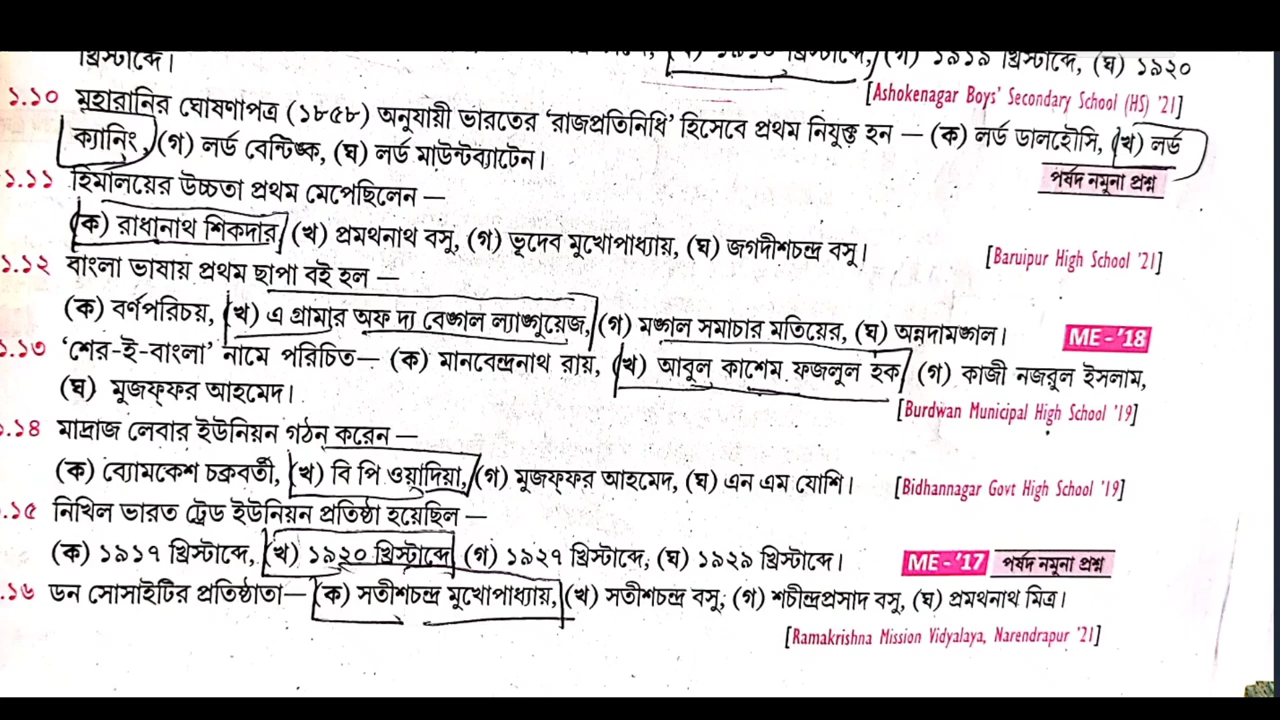 খ্রিস্টাব্দে। (গ) ১৯১৯ খ্রিস্টাব্দে, (ঘ) ১৯২০
[Ashokenagar Boys' Secondary School (HS) '21]
১.১০ মহারানির ঘোষণাপত্র (১৮৫৮) অনুযায়ী ভারতের ‘রাজপ্রতিনিধি’ হিসেবে প্রথম নিযুক্ত হন — (ক) লর্ড ডালহৌসি, (খ) লর্ড
ক্যানিং, (গ) লর্ড বেন্টিঙ্ক, (ঘ) লর্ড মাউন্টব্যাটেন। পর্ষদ নমুনা প্রশ্ন
১.১১ হিমালয়ের উচ্চতা প্রথম মেপেছিলেন —
(ক) রাধানাথ শিকদার, (খ) প্রমথনাথ বসু, (গ) ভূদেব মুখোপাধ্যায়, (ঘ) জগদীশচন্দ্র বসু। [Baruipur High School '21]
১.১২ বাংলা ভাষায় প্রথম ছাপা বই হল —
(ক) বর্ণপরিচয়, (খ) এ গ্রামার অফ দ্য বেঙ্গল ল্যাঙ্গুয়েজ, (গ) মঙ্গল সমাচার মতিয়ের, (ঘ) অন্নদামঙ্গল। ME - '18
১.১৩ ‘শের-ই-বাংলা’ নামে পরিচিত— (ক) মানবেন্দ্রনাথ রায়, (খ) আবুল কাশেম ফজলুল হক, (গ) কাজী নজরুল ইসলাম,
(ঘ) মুজফ্‌ফর আহমেদ। [Burdwan Municipal High School '19]
১.১৪ মাদ্রাজ লেবার ইউনিয়ন গঠন করেন —
(ক) ব্যোমকেশ চক্রবর্তী, (খ) বি পি ওয়াদিয়া, (গ) মুজফ্‌ফর আহমেদ, (ঘ) এন এম যোশি। [Bidhannagar Govt High School '19]
.১৫ নিখিল ভারত ট্রেড ইউনিয়ন প্রতিষ্ঠা হয়েছিল —
(ক) ১৯১৭ খ্রিস্টাব্দে, (খ) ১৯২০ খ্রিস্টাব্দে, (গ) ১৯২৭ খ্রিস্টাব্দে, (ঘ) ১৯২৯ খ্রিস্টাব্দে। ME - '17 পর্ষদ নমুনা প্রশ্ন
.১৬ ডন সোসাইটির প্রতিষ্ঠাতা— (ক) সতীশচন্দ্র মুখোপাধ্যায়, (খ) সতীশচন্দ্র বসু, (গ) শচীন্দ্রপ্রসাদ বসু, (ঘ) প্রমথনাথ মিত্র।
[Ramakrishna Mission Vidyalaya, Narendrapur '21]